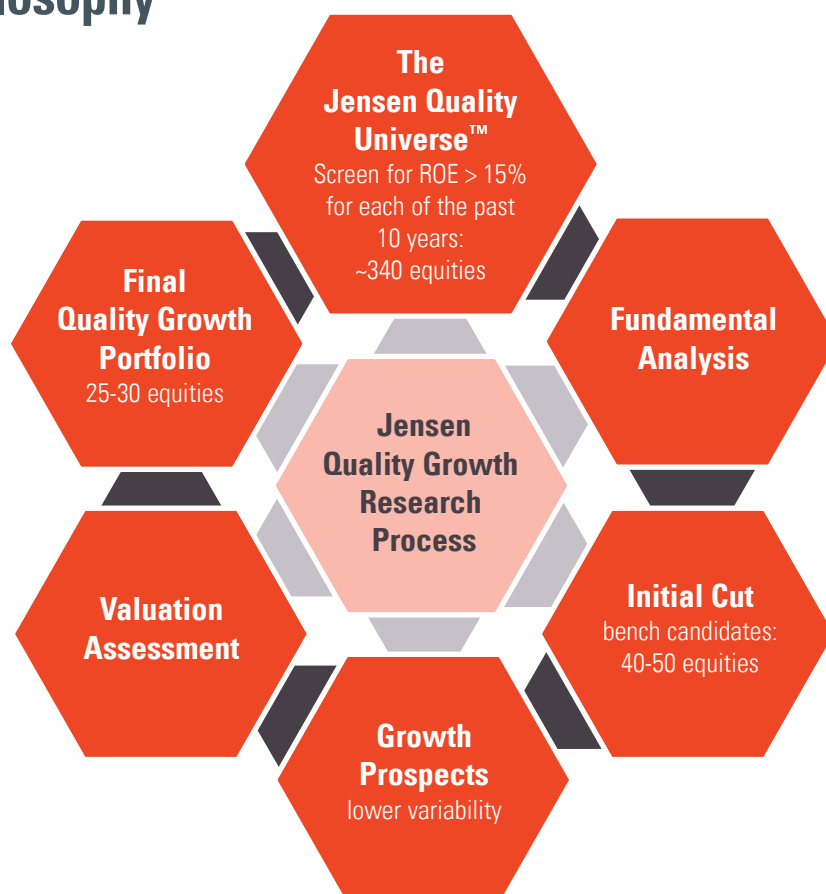 The
Jensen Quality
Universe™
Screen for ROE > 15%
for each of the past
10 years:
~340 equities
Fundamental
Analysis
Initial Cut
bench candidates:
40-50 equities
Growth
Prospects
lower variability
Valuation
Assessment
Final
Quality Growth
Portfolio
25-30 equities
Jensen
Quality Growth
Research
Process